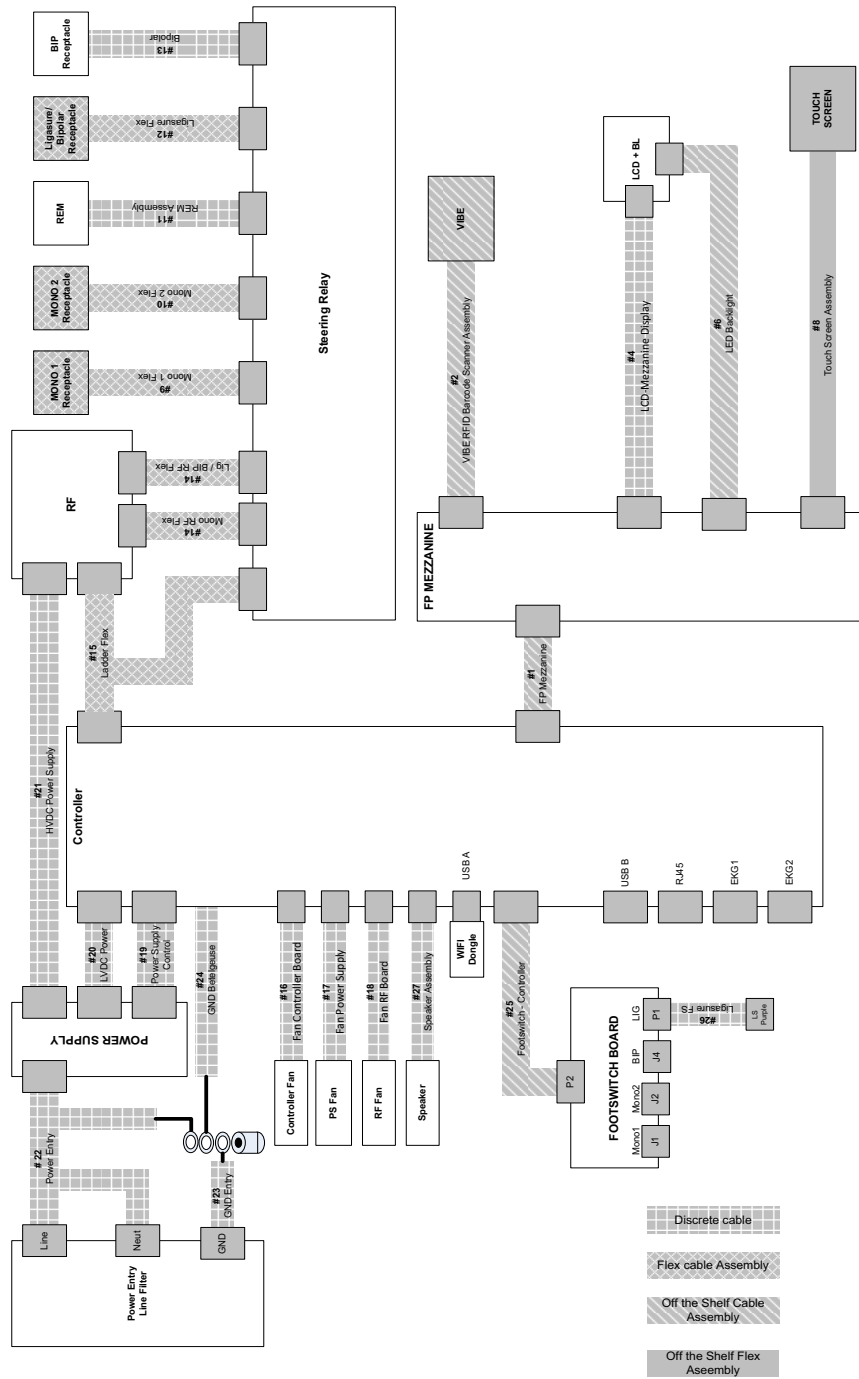 BIP
Receptacle
#13
Bipolar
Ligasure/
Bipolar
Receptacle
#12
Ligasure Flex
REM
#11
REM Assembly
MONO 2
Receptacle
#10
Mono 2 Flex
MONO 1
Receptacle
#9
Mono 1 Flex
Steering Relay
RF
#14
Lig / BIP RF Flex
#14
Mono RF Flex
#15
Ladder Flex
#21
HVDC Power Supply
VIBE
#2
VIBE RFID Barcode Scanner Assembly
LCD + BL
#4
LCD-Mezzanine Display
#6
LED Backlight
TOUCH
SCREEN
#8
Touch Screen Assembly
FP MEZZANINE
#1
FP Mezzanine
Controller
#20
LVDC Power
#19
Power Supply
Control
POWER SUPPLY
#24
GND Betelgeuse
#16
Fan Controller Board
Controller Fan
#17
Fan Power Supply
PS Fan
#18
Fan RF Board
RF Fan
#27
Speaker Assembly
Speaker
USB A
WIFI
Dongle
#25
Footswitch - Controller
USB B
RJ45
EKG1
EKG2
FOOTSWITCH BOARD
P2
Mono1
J1
Mono2
J2
BIP
J4
LIG
P1
#26
Ligasure FS
LS
Purple
# 22
Power Entry
#23
GND Entry
Line
Neut
GND
Power Entry
Line Filter
Discrete cable
Flex cable Assembly
Off the Shelf Cable
Assembly
Off the Shelf Flex
Aseembly